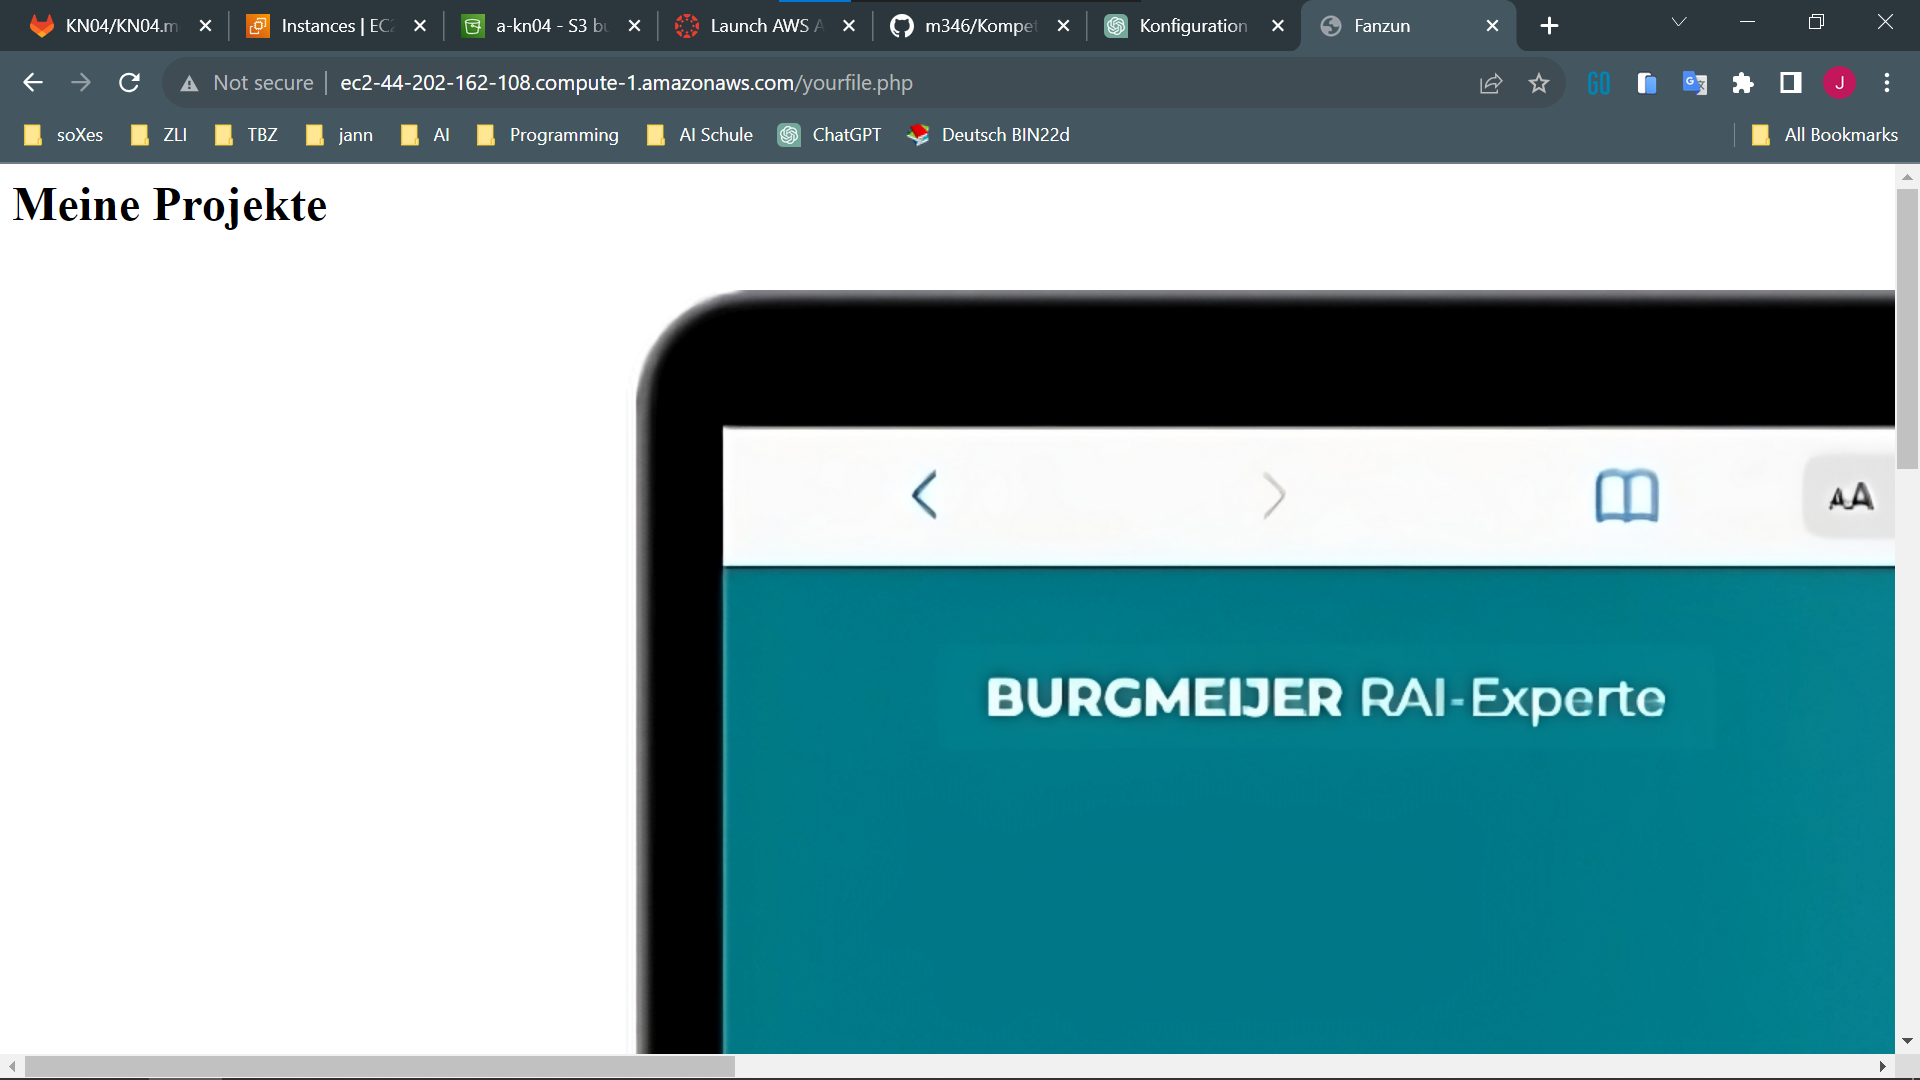 KN04/KN04.m
Instances | EC2
a-kn04 - S3 bu
Launch AWS A
m346/Kompet
Konfiguration
Fanzun
Not secure
ec2-44-202-162-108.compute-1.amazonaws.com/yourfile.php
GO
J
soXes
ZLI
TBZ
jann
AI
Programming
AI Schule
ChatGPT
Deutsch BIN22d
All Bookmarks
Meine Projekte
AA
BURGMEIJER RAI-Experte